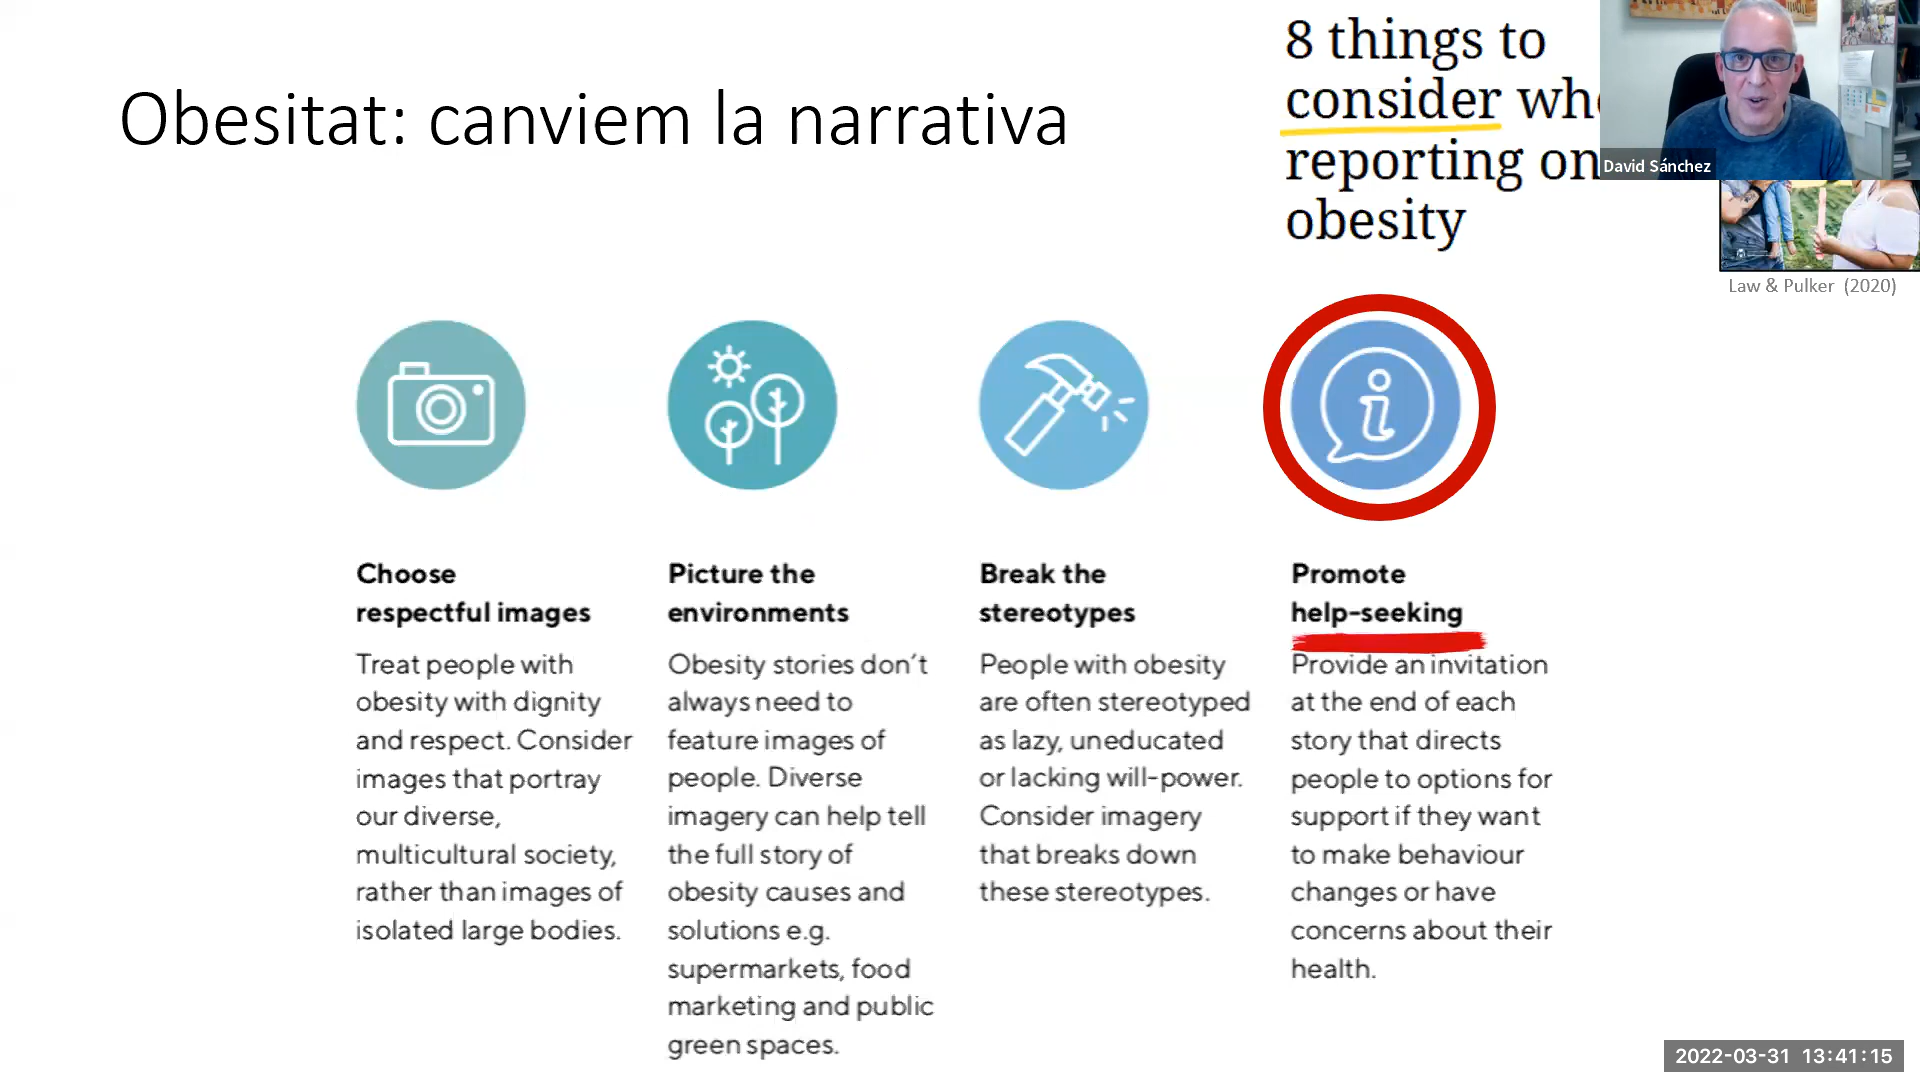 Obesitat: canviem la narrativa
8 things to
consider
reporting on
obesity
David Sánchez
Law & Pulker (2020)
Choose
respectful images
Treat people with
obesity with dignity
and respect. Consider
images that portray
our diverse,
multicultural society,
rather than images of
isolated large bodies.
Picture the
environments
Obesity stories don't
always need to
feature images of
people. Diverse
imagery can help tell
the full story of
obesity causes and
solutions e.g.
supermarkets, food
marketing and public
green spaces.
Break the
stereotypes
People with obesity
are often stereotyped
as lazy, uneducated
or lacking will-power.
Consider imagery
that breaks down
these stereotypes.
Promote
help-seeking
Provide an invitation
at the end of each
story that directs
people to options for
support if they want
to make behaviour
changes or have
concerns about their
health.
2022-03-31 13:41:15